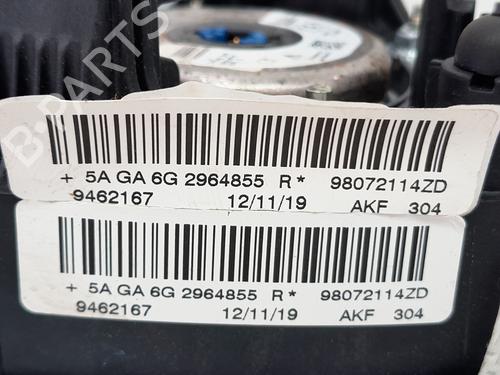 B-PARTS
+ 5A GA 6G 2964855 R* 98072114ZD
9462167 12/11/19 AKF 304
+ 5A GA 6G 2964855 R* 98072114ZD
9462167 12/11/19 AKF 304